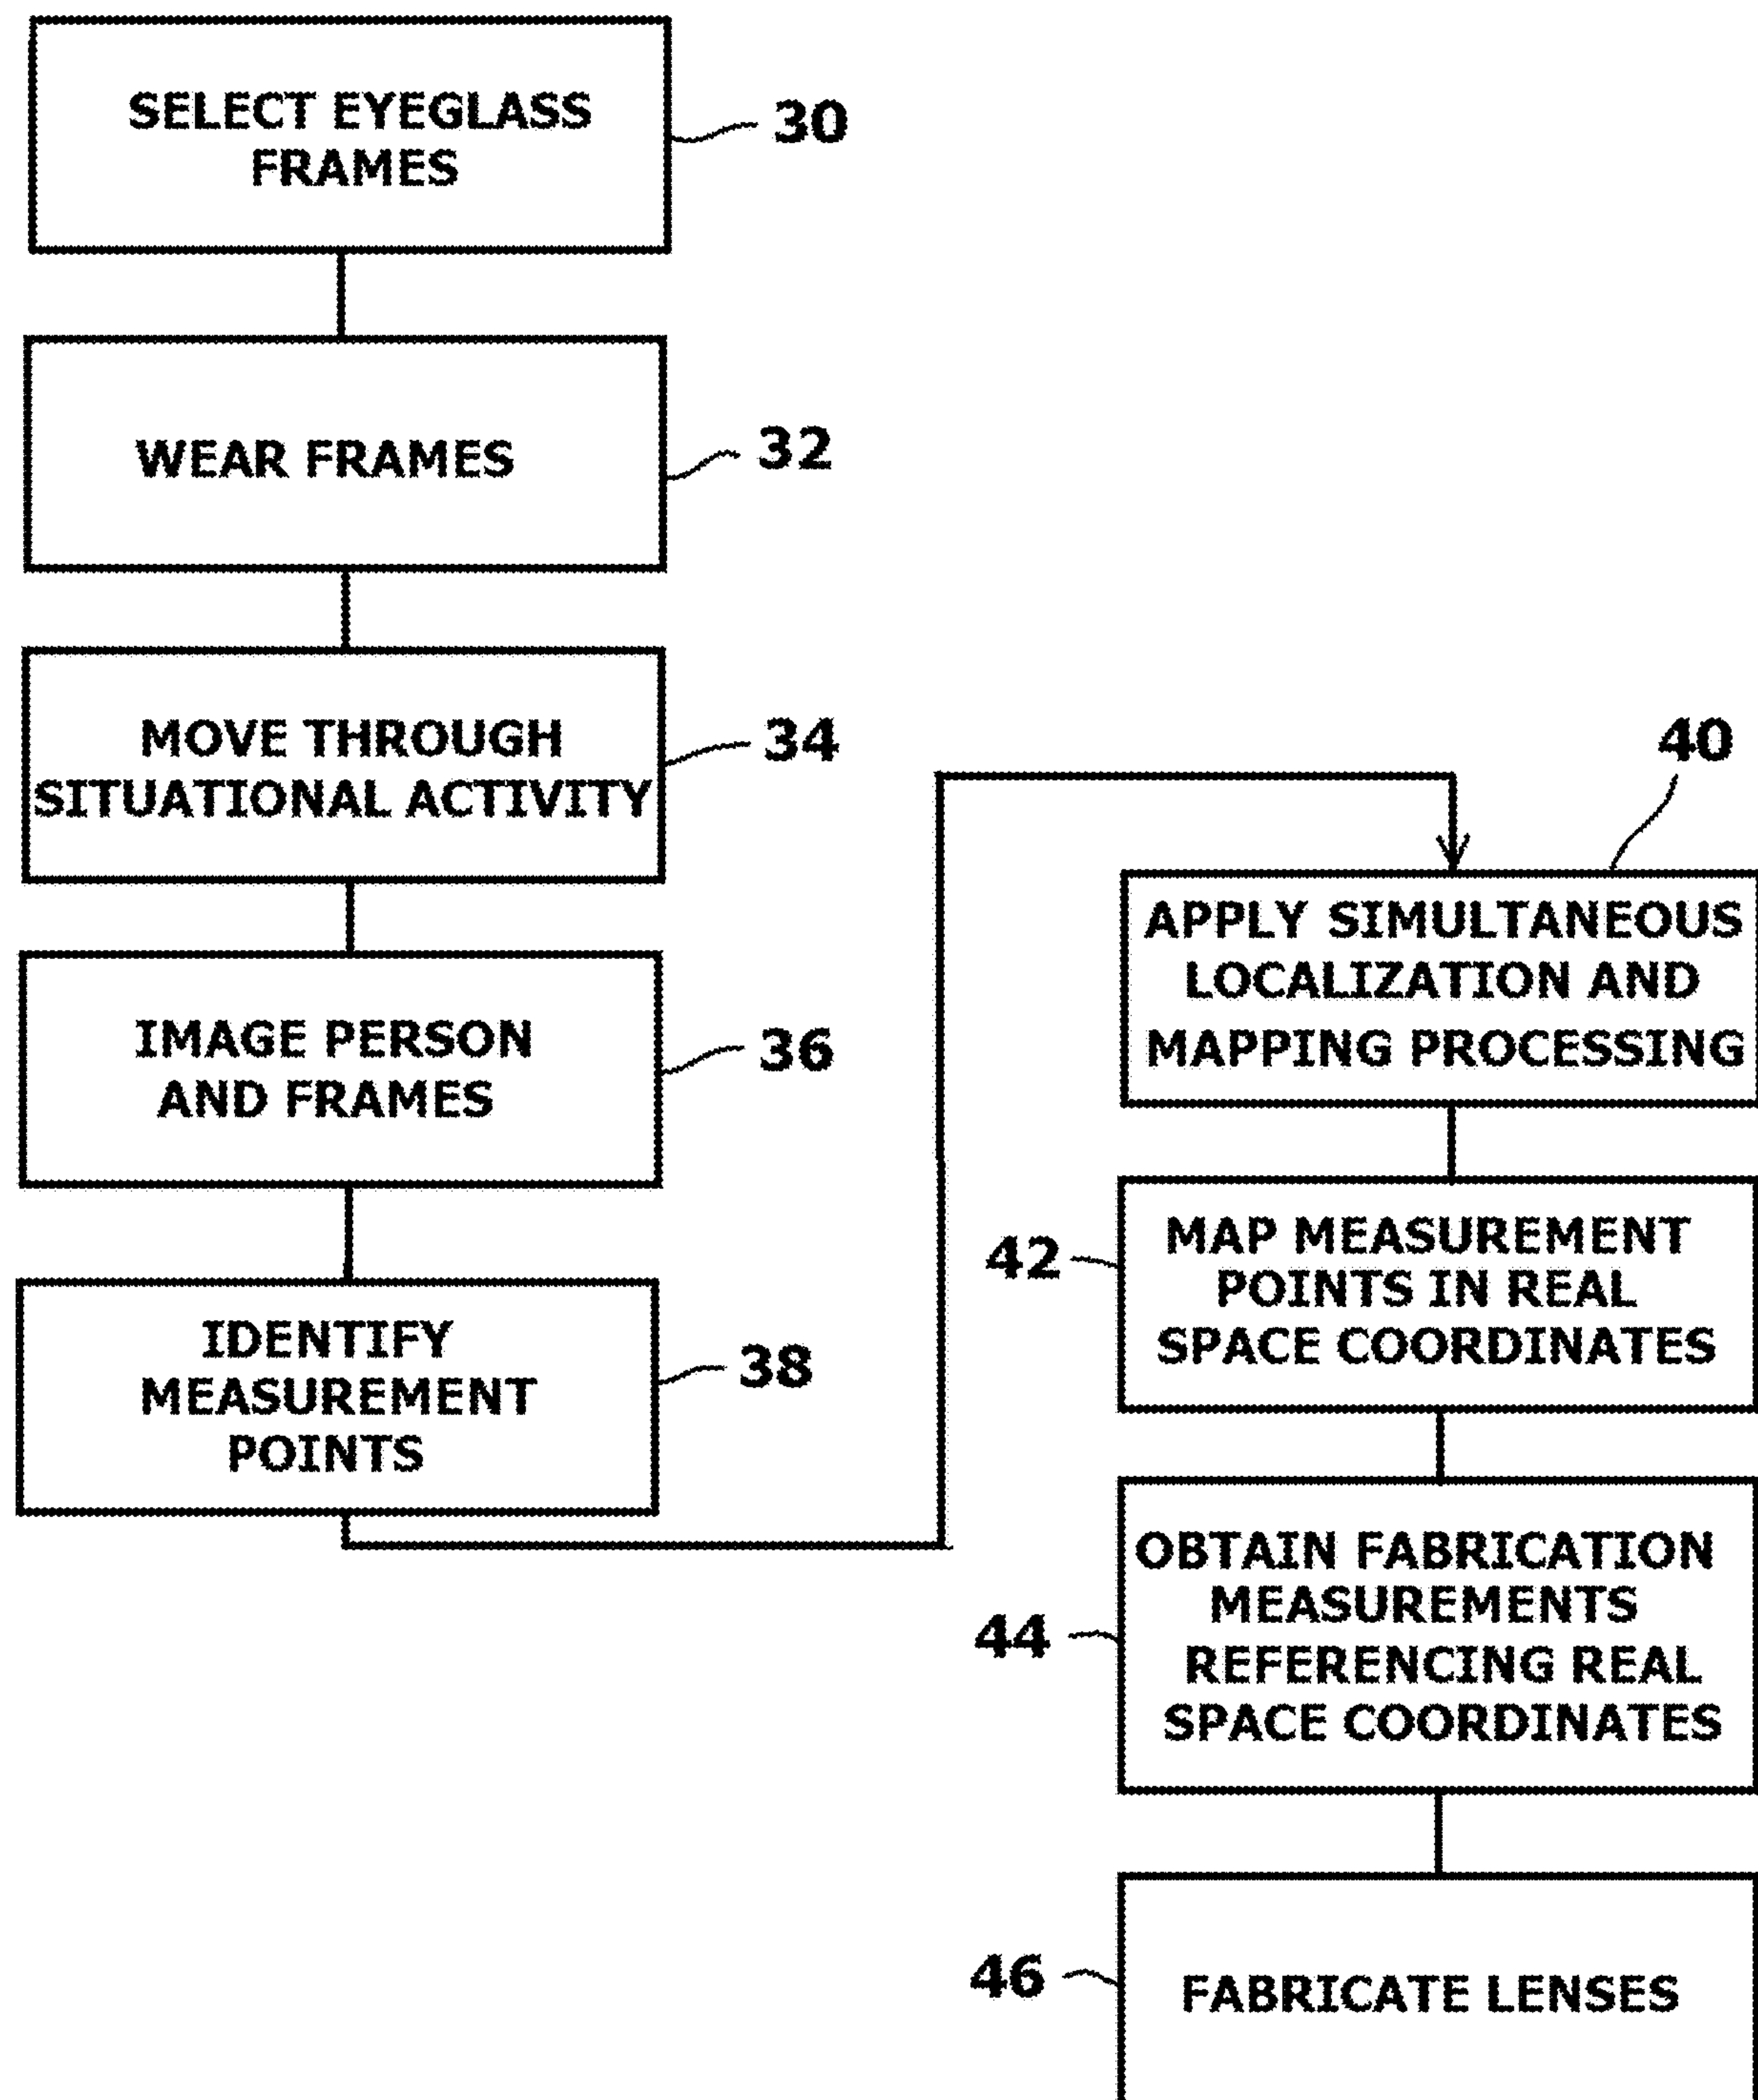 SELECT EYEGLASS
FRAMES
30
WEAR FRAMES
32
MOVE THROUGH
SITUATIONAL ACTIVITY
34
IMAGE PERSON
AND FRAMES
36
IDENTIFY
MEASUREMENT
POINTS
38
40
APPLY SIMULTANEOUS
LOCALIZATION AND
MAPPING PROCESSING
42
MAP MEASUREMENT
POINTS IN REAL
SPACE COORDINATES
44
OBTAIN FABRICATION
MEASUREMENTS
REFERENCING REAL
SPACE COORDINATES
46
FABRICATE LENSES